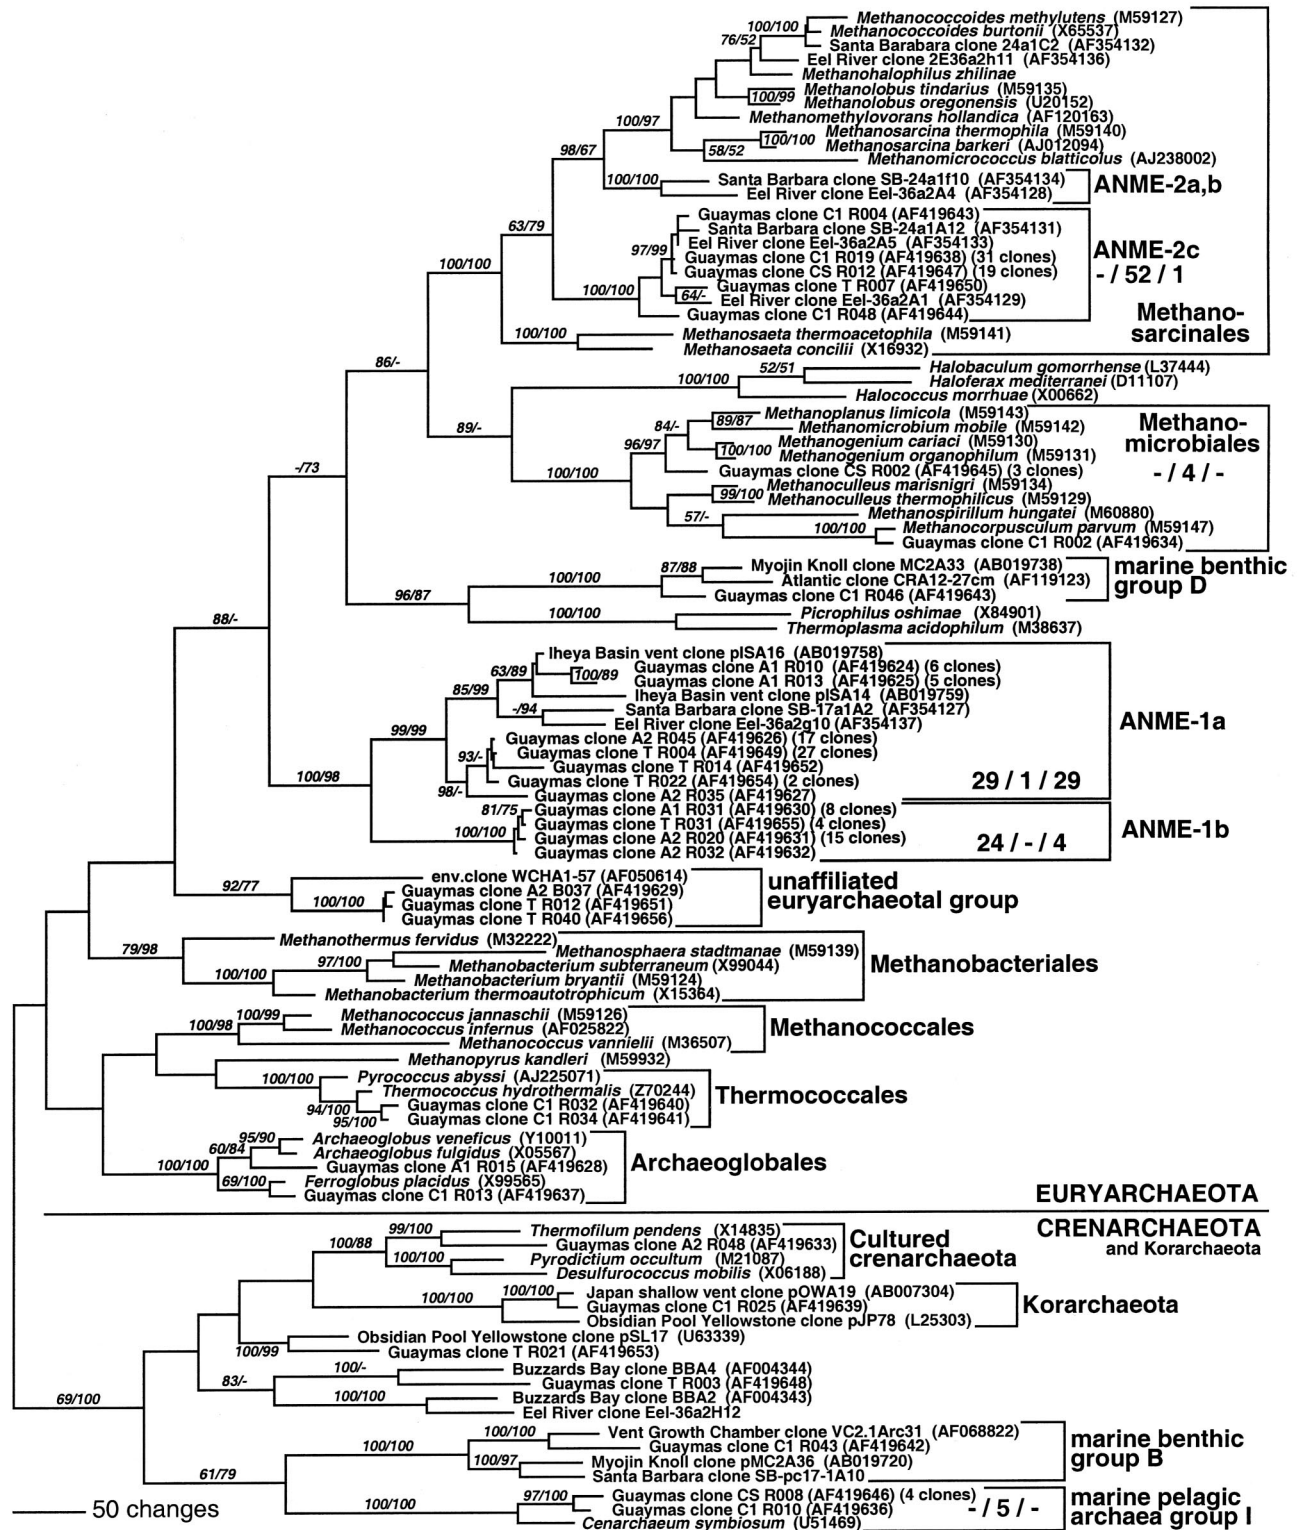 Methanococcoides methylutens (M59127)
100/100
Methanococcoides burtonii (X65537)
76/52
Santa Barabara clone 24a1C2 (AF354132)
Eel River clone 2E36a2h11 (AF354136)
Methanohalophilus zhilinae
Methanolobus tindarius (M59135)
100/99
Methanolobus oregonensis (U20152)
Methanomethylovorans hollandica (AF120163)
100/97
Methanosarcina thermophila (M59140)
100/100
Methanosarcina barkeri (AJ012094)
58/52
98/67
Methanomicrococcus blatticolus (AJ238002)
100/100
Santa Barbara clone SB-24a1f10 (AF354134)
Eel River clone Eel-36a2A4 (AF354128)
ANME-2a,b
Guaymas clone C1 R004 (AF419643)
63/79
Santa Barbara clone SB-24a1A12 (AF354131)
Eel River clone Eel-36a2A5 (AF354133)
97/99
Guaymas clone C1 R019 (AF419638) (31 clones)
100/100
Guaymas clone CS R012 (AF419647) (19 clones)
ANME-2c
- / 52 / 1
100/100
Guaymas clone T R007 (AF419650)
64/-
Eel River clone Eel-36a2A1 (AF354129)
Guaymas clone C1 R048 (AF419644)
Methano-
sarcinales
100/100
Methanosaeta thermoacetophila (M59141)
Methanosaeta concilii (X16932)
86/-
52/51
Halobaculum gomorrhense (L37444)
100/100
Haloferax mediterranei (D11107)
Halococcus morrhuae (X00662)
Methanoplanus limicola (M59143)
89/87
84/-
Methanomicrobium mobile (M59142)
89/-
96/97
Methanogenium cariaci (M59130)
100/100
Methanogenium organophilum (M59131)
Guaymas clone CS R002 (AF419645) (3 clones)
Methano-
microbiales
- / 4 / -
-/73
100/100
Methanoculleus marisnigri (M59134)
99/100
Methanoculleus thermophilicus (M59129)
57/-
Methanospirillum hungatei (M60880)
100/100
Methanocorpusculum parvum (M59147)
Guaymas clone C1 R002 (AF419634)
87/88
Myojin Knoll clone MC2A33 (AB019738)
100/100
Atlantic clone CRA12-27cm (AF119123)
marine benthic
group D
96/87
Guaymas clone C1 R046 (AF419643)
100/100
Picrophilus oshimae (X84901)
Thermoplasma acidophilum (M38637)
88/-
Iheya Basin vent clone pISA16 (AB019758)
63/89
Guaymas clone A1 R010 (AF419624) (6 clones)
100/89
Guaymas clone A1 R013 (AF419625) (5 clones)
85/99
Iheya Basin vent clone pISA14 (AB019759)
-/94
Santa Barbara clone SB-17a1A2 (AF354127)
Eel River clone Eel-36a2g10 (AF354137)
ANME-1a
99/99
Guaymas clone A2 R045 (AF419626) (17 clones)
93/-
Guaymas clone T R004 (AF419649) (27 clones)
Guaymas clone T R014 (AF419652)
100/98
Guaymas clone T R022 (AF419654) (2 clones)
29 / 1 / 29
98/-
Guaymas clone A2 R035 (AF419627)
81/75
Guaymas clone A1 R031 (AF419630) (8 clones)
100/100
Guaymas clone T R031 (AF419655) (4 clones)
ANME-1b
Guaymas clone A2 R020 (AF419631) (15 clones)
24 / - / 4
Guaymas clone A2 R032 (AF419632)
92/77
env.clone WCHA1-57 (AF050614)
Guaymas clone A2 B037 (AF419629)
100/100
Guaymas clone T R012 (AF419651)
Guaymas clone T R040 (AF419656)
unaffiliated
euryarchaeotal group
79/98
Methanothermus fervidus (M32222)
Methanosphaera stadtmanae (M59139)
97/100
Methanobacterium subterraneum (X99044)
100/100
Methanobacterium bryantii (M59124)
Methanobacterium thermoautotrophicum (X15364)
Methanobacteriales
100/99
Methanococcus jannaschii (M59126)
100/98
Methanococcus infernus (AF025822)
Methanococcus vannielii (M36507)
Methanococcales
Methanopyrus kandleri (M59932)
100/100
Pyrococcus abyssi (AJ225071)
Thermococcus hydrothermalis (Z70244)
94/100
Guaymas clone C1 R032 (AF419640)
95/100
Guaymas clone C1 R034 (AF419641)
Thermococcales
95/90
Archaeoglobus veneficus (Y10011)
60/84
Archaeoglobus fulgidus (X05567)
100/100
Guaymas clone A1 R015 (AF419628)
69/100
Ferroglobus placidus (X99565)
Guaymas clone C1 R013 (AF419637)
Archaeoglobales
EURYARCHAEOTA
CRENARCHAEOTA
and Korarchaeota
99/100
Thermofilum pendens (X14835)
100/88
Guaymas clone A2 R048 (AF419633)
100/100
Pyrodictium occultum (M21087)
Desulfurococcus mobilis (X06188)
Cultured
crenarchaeota
100/100
Japan shallow vent clone pOWA19 (AB007304)
100/100
Guaymas clone C1 R025 (AF419639)
Obsidian Pool Yellowstone clone pJP78 (L25303)
Korarchaeota
Obsidian Pool Yellowstone clone pSL17 (U63339)
100/99
Guaymas clone T R021 (AF419653)
100/-
Buzzards Bay clone BBA4 (AF004344)
83/-
Guaymas clone T R003 (AF419648)
100/100
Buzzards Bay clone BBA2 (AF004343)
Eel River clone Eel-36a2H12
69/100
100/100
Vent Growth Chamber clone VC2.1Arc31 (AF068822)
100/100
Guaymas clone C1 R043 (AF419642)
100/97
Myojin Knoll clone pMC2A36 (AB019720)
Santa Barbara clone SB-pc17-1A10
marine benthic
group B
61/79
97/100
Guaymas clone CS R008 (AF419646) (4 clones)
100/100
Guaymas clone C1 R010 (AF419636)
- / 5 / -
Cenarchaeum symbiosum (U51469)
marine pelagic
archaea group I
50 changes